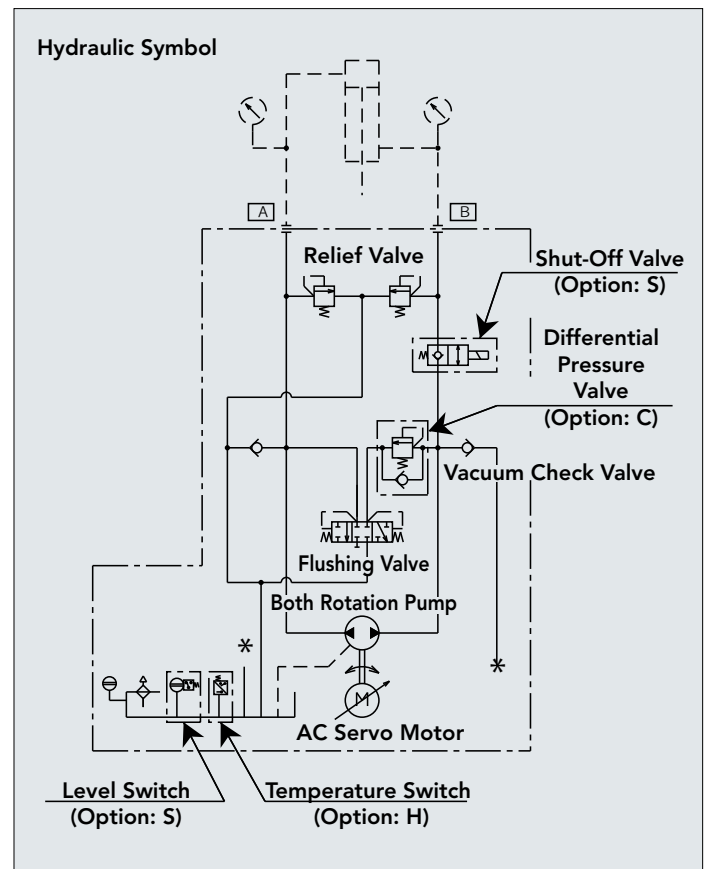 Hydraulic Symbol
A
B
Relief Valve
Shut-Off Valve
(Option: S)
Differential
Pressure
Valve
(Option: C)
Vacuum Check Valve
Flushing Valve
Both Rotation Pump
*
*
M
AC Servo Motor
Level Switch
(Option: S)
Temperature Switch
(Option: H)